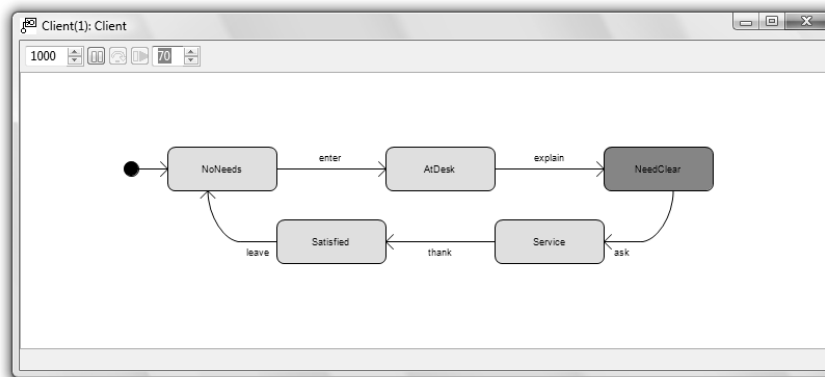 Client(1): Client
1000 70
enter explain
NoNeeds AtDesk NeedClear
Satisfied Service
leave thank ask